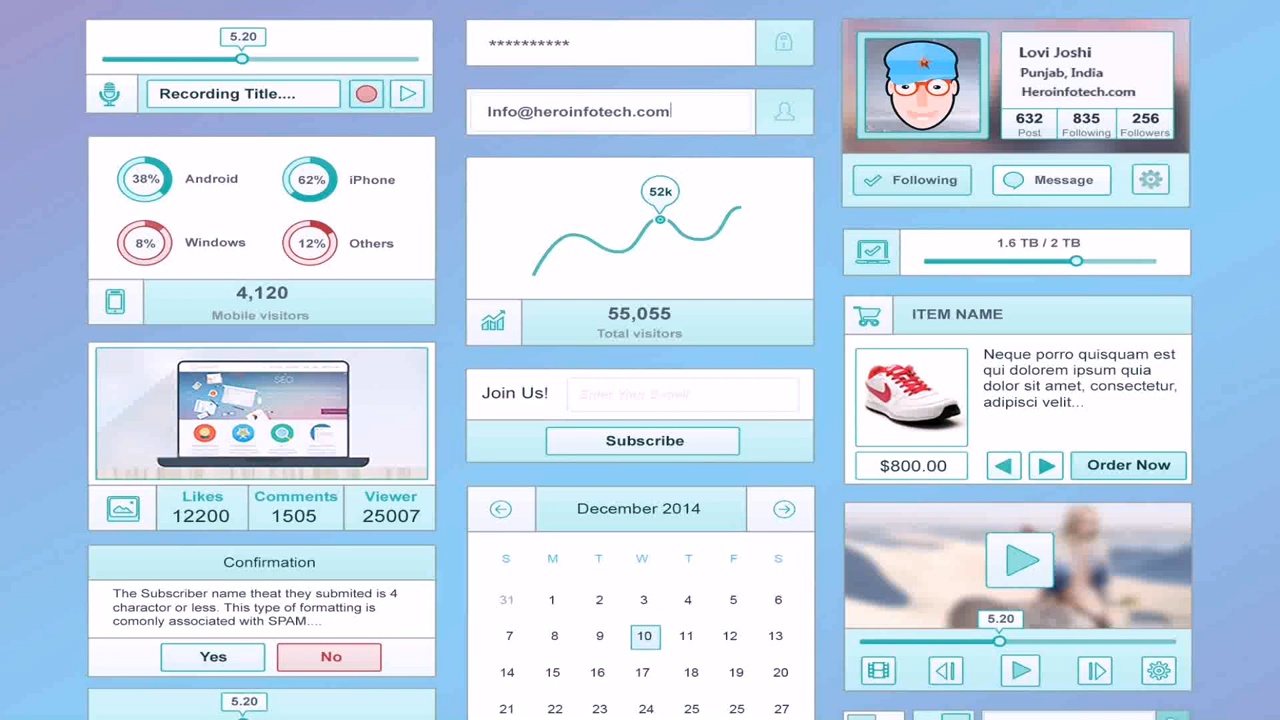 5.20
Recording Title....
38% Android
62% iPhone
8% Windows
12% Others
4,120
Mobile visitors
SEO
Likes Comments Viewer
12200 1505 25007
Confirmation
The Subscriber name theat they submited is 4
charactor or less. This type of formatting is
comonly associated with SPAM....
Yes No
5.20
**********
Info@heroinfotech.com
52k
55,055
Total visitors
Join Us! Enter Your E-mail
Subscribe
December 2014
S M T W T F S
31 1 2 3 4 5 6
7 8 9 10 11 12 13
14 15 16 17 18 19 20
21 22 23 24 25 26 27
Lovi Joshi
Punjab, India
Heroinfotech.com
632 835 256
Post Following Followers
Following Message
1.6 TB / 2 TB
ITEM NAME
Neque porro quisquam est
qui dolorem ipsum quia
dolor sit amet, consectetur,
adipisci velit...
$800.00 Order Now
5.20